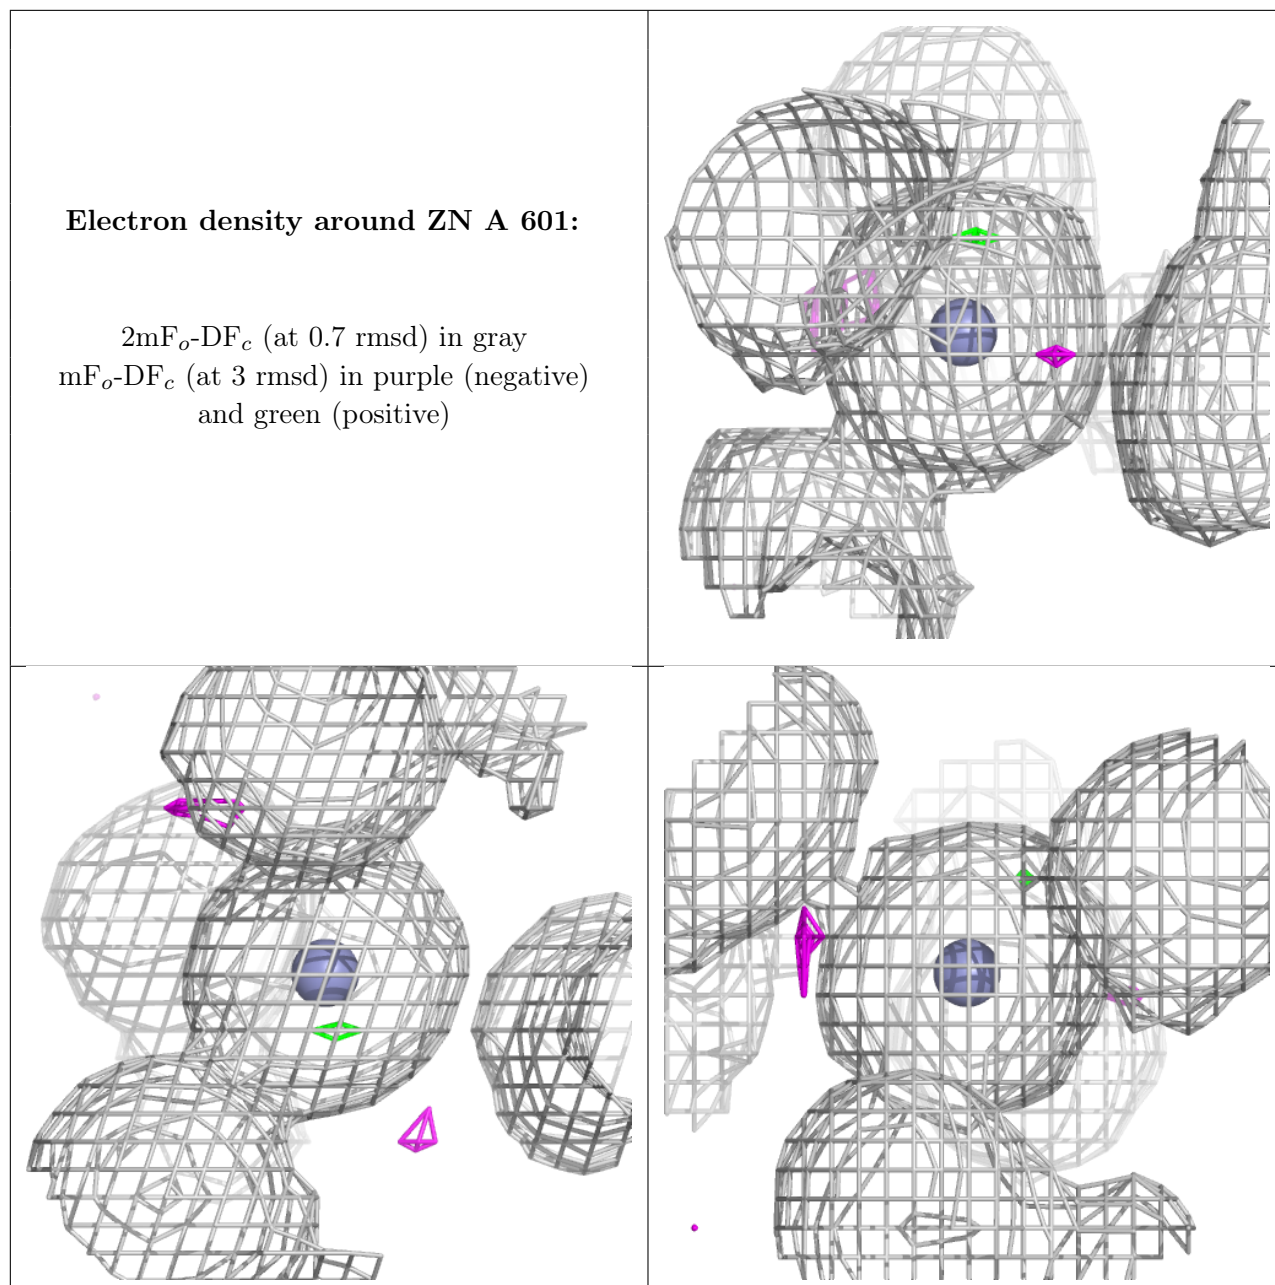 Electron density around ZN A 601:
2mFo-DFc (at 0.7 rmsd) in gray
mFo-DFc (at 3 rmsd) in purple (negative)
and green (positive)